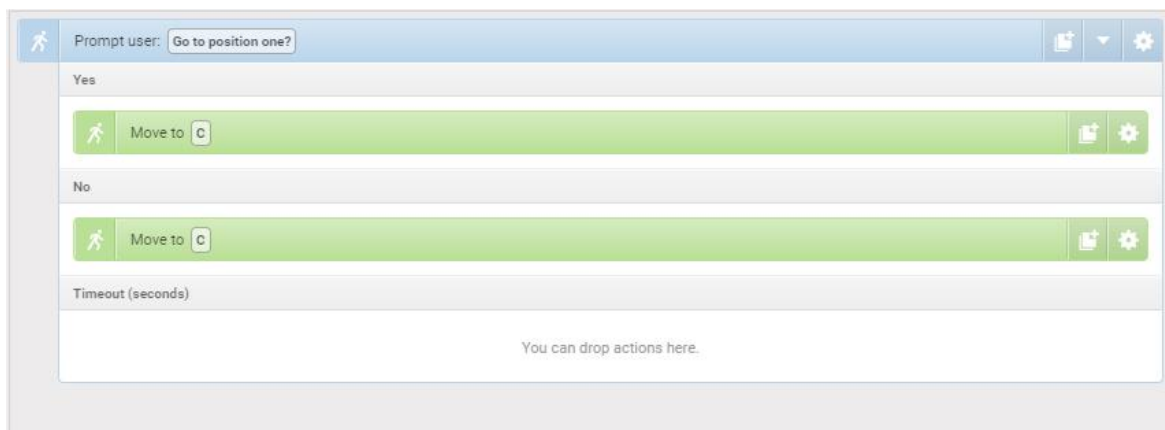 Prompt user: Go to position one?
Yes
Move to C
No
Move to C
Timeout (seconds)
You can drop actions here.